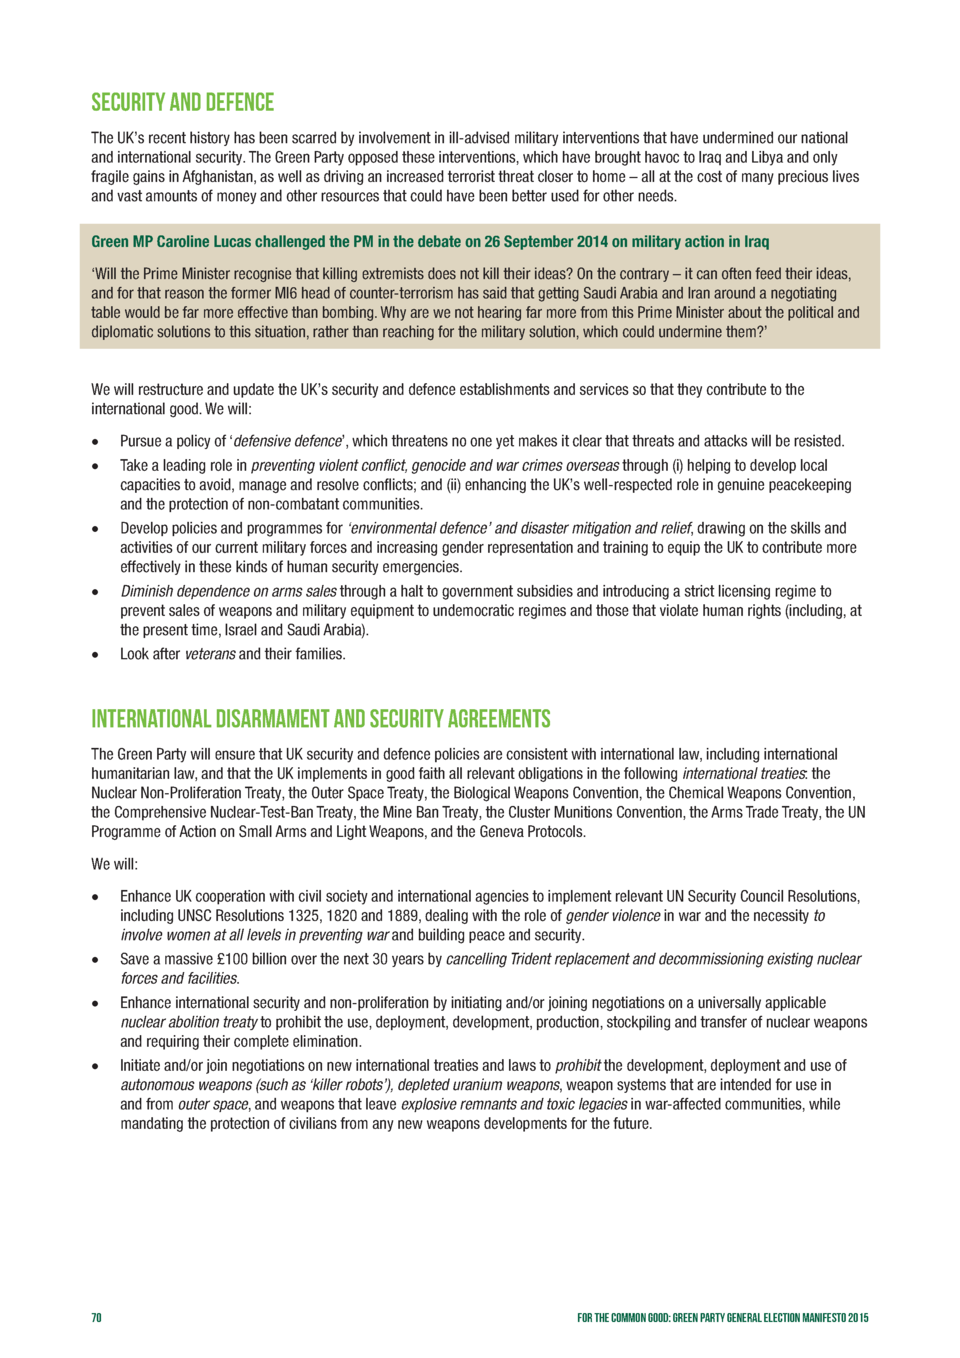 SECURITY AND DEFENCE
The UK's recent history has been scarred by involvement in ill-advised military interventions that have undermined our national
and international security. The Green Party opposed these interventions, which have brought havoc to Iraq and Libya and only
fragile gains in Afghanistan, as well as driving an increased terrorist threat closer to home – all at the cost of many precious lives
and vast amounts of money and other resources that could have been better used for other needs.
Green MP Caroline Lucas challenged the PM in the debate on 26 September 2014 on military action in Iraq
‘Will the Prime Minister recognise that killing extremists does not kill their ideas? On the contrary – it can often feed their ideas,
and for that reason the former MI6 head of counter-terrorism has said that getting Saudi Arabia and Iran around a negotiating
table would be far more effective than bombing. Why are we not hearing far more from this Prime Minister about the political and
diplomatic solutions to this situation, rather than reaching for the military solution, which could undermine them?’
We will restructure and update the UK's security and defence establishments and services so that they contribute to the
international good. We will:
• Pursue a policy of ‘defensive defence’, which threatens no one yet makes it clear that threats and attacks will be resisted.
• Take a leading role in preventing violent conflict, genocide and war crimes overseas through (i) helping to develop local
capacities to avoid, manage and resolve conflicts; and (ii) enhancing the UK's well-respected role in genuine peacekeeping
and the protection of non-combatant communities.
• Develop policies and programmes for ‘environmental defence’ and disaster mitigation and relief, drawing on the skills and
activities of our current military forces and increasing gender representation and training to equip the UK to contribute more
effectively in these kinds of human security emergencies.
• Diminish dependence on arms sales through a halt to government subsidies and introducing a strict licensing regime to
prevent sales of weapons and military equipment to undemocratic regimes and those that violate human rights (including, at
the present time, Israel and Saudi Arabia).
• Look after veterans and their families.
INTERNATIONAL DISARMAMENT AND SECURITY AGREEMENTS
The Green Party will ensure that UK security and defence policies are consistent with international law, including international
humanitarian law, and that the UK implements in good faith all relevant obligations in the following international treaties: the
Nuclear Non-Proliferation Treaty, the Outer Space Treaty, the Biological Weapons Convention, the Chemical Weapons Convention,
the Comprehensive Nuclear-Test-Ban Treaty, the Mine Ban Treaty, the Cluster Munitions Convention, the Arms Trade Treaty, the UN
Programme of Action on Small Arms and Light Weapons, and the Geneva Protocols.
We will:
• Enhance UK cooperation with civil society and international agencies to implement relevant UN Security Council Resolutions,
including UNSC Resolutions 1325, 1820 and 1889, dealing with the role of gender violence in war and the necessity to
involve women at all levels in preventing war and building peace and security.
• Save a massive £100 billion over the next 30 years by cancelling Trident replacement and decommissioning existing nuclear
forces and facilities.
• Enhance international security and non-proliferation by initiating and/or joining negotiations on a universally applicable
nuclear abolition treaty to prohibit the use, deployment, development, production, stockpiling and transfer of nuclear weapons
and requiring their complete elimination.
• Initiate and/or join negotiations on new international treaties and laws to prohibit the development, deployment and use of
autonomous weapons (such as ‘killer robots’), depleted uranium weapons, weapon systems that are intended for use in
and from outer space, and weapons that leave explosive remnants and toxic legacies in war-affected communities, while
mandating the protection of civilians from any new weapons developments for the future.
70
FOR THE COMMON GOOD: GREEN PARTY GENERAL ELECTION MANIFESTO 2015